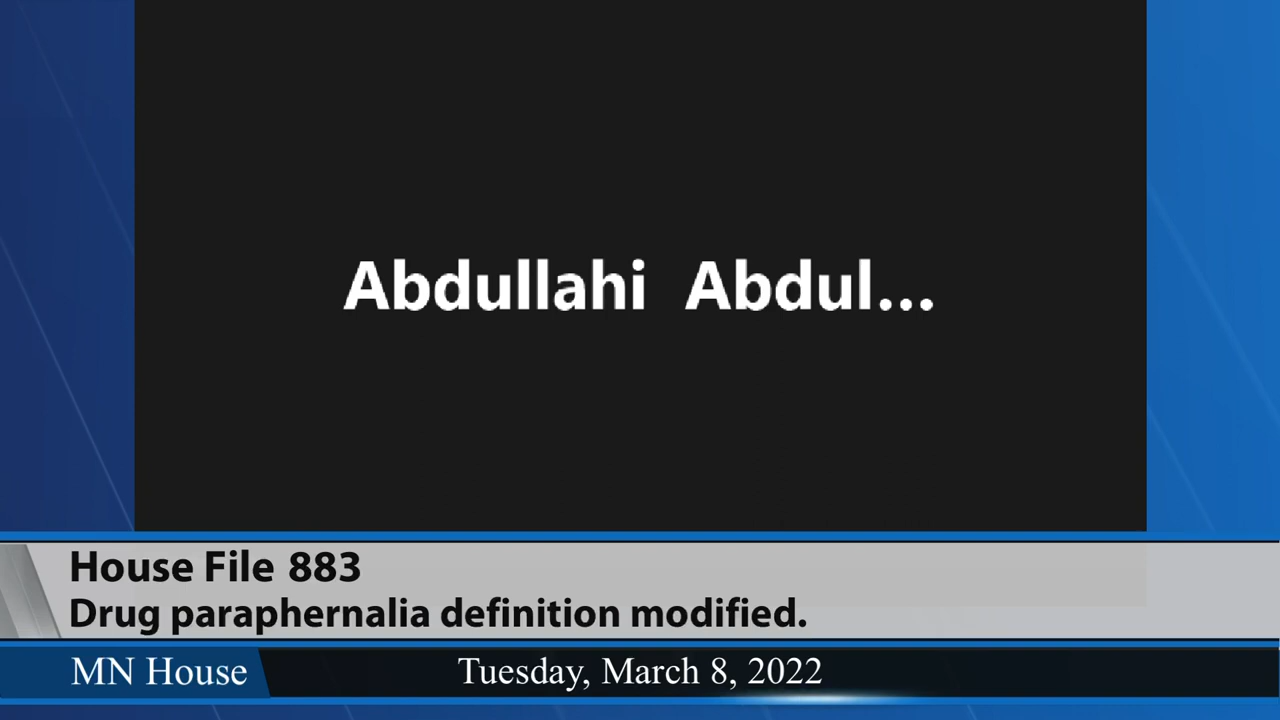 Abdullahi  Abdul...
House File 883
Drug paraphernalia definition modified.
MN House
Tuesday, March 8, 2022